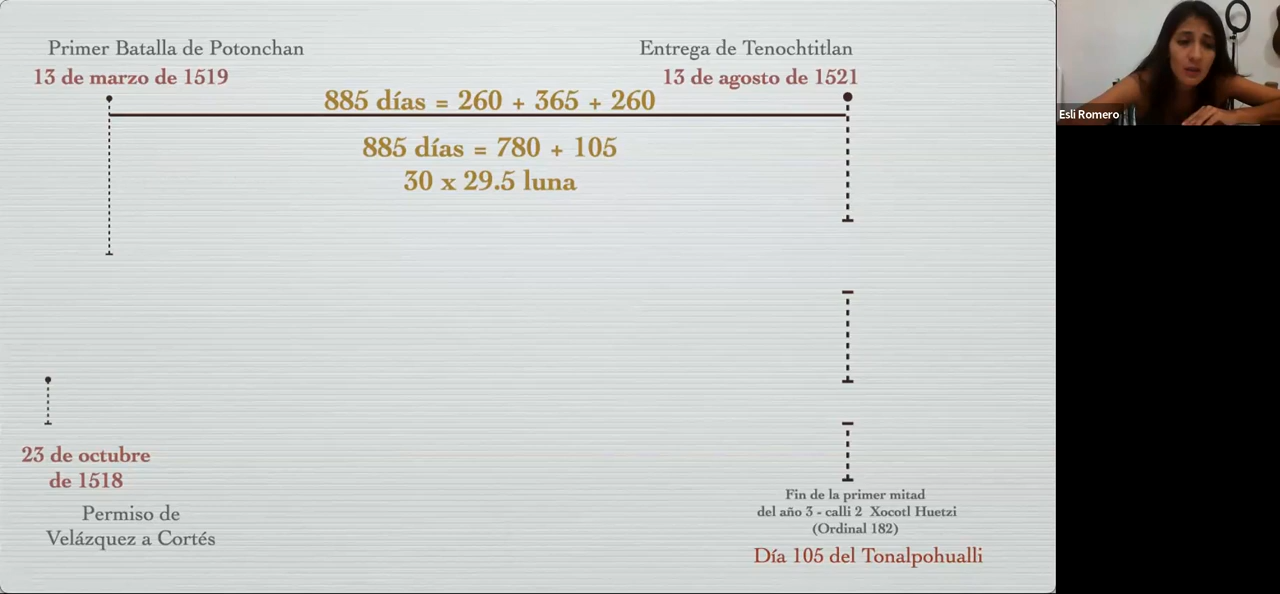 Primer Batalla de Potonchan
13 de marzo de 1519
Entrega de Tenochtitlan
13 de agosto de 1521
885 días = 260 + 365 + 260
885 días = 780 + 105
30 x 29.5 luna
23 de octubre
de 1518
Permiso de
Velázquez a Cortés
Fin de la primer mitad
del año 3 - calli 2 Xocotl Huetzi
(Ordinal 182)
Día 105 del Tonalpohualli
Esli Romero